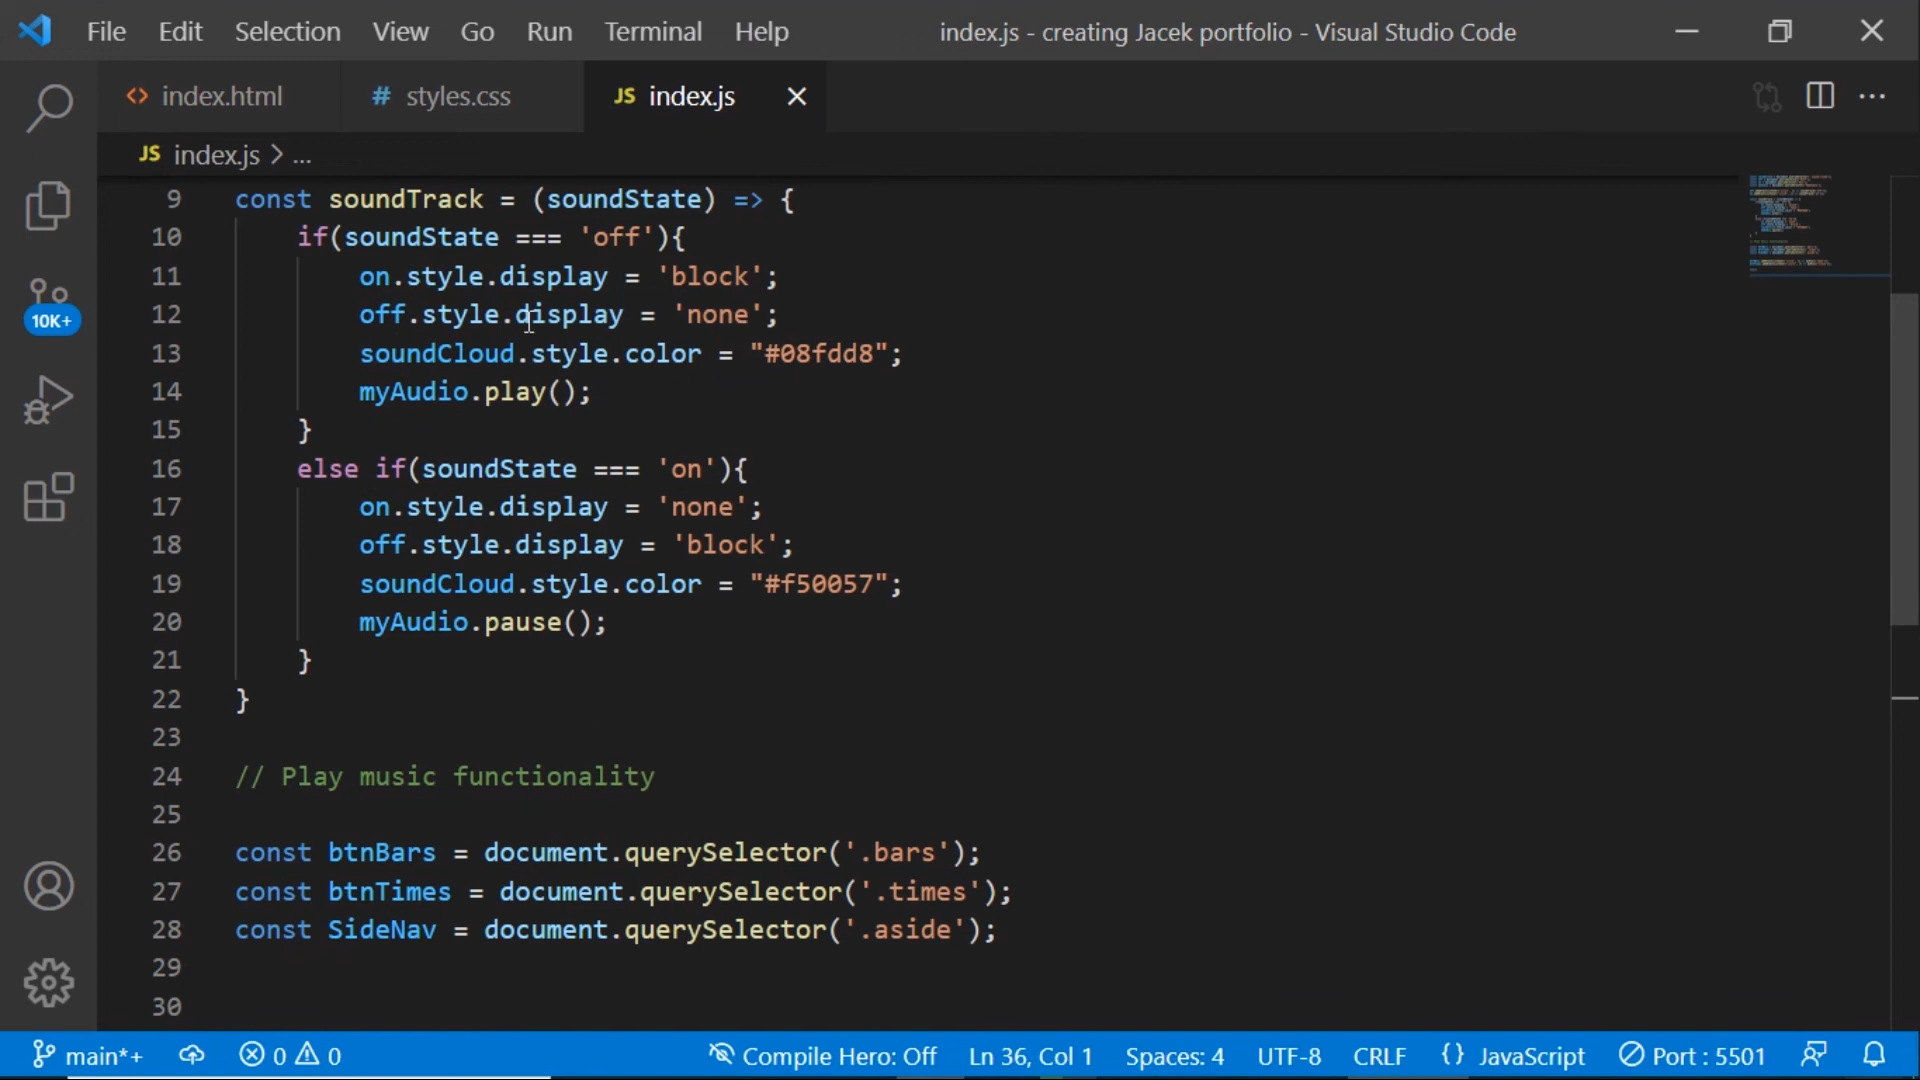 File Edit Selection View Go Run Terminal Help index.js - creating Jacek portfolio - Visual Studio Code
<> index.html # styles.css JS index.js
JS index.js > ...
9 const soundTrack = (soundState) => {
10 if(soundState === 'off'){
11 on.style.display = 'block';
12 off.style.display = 'none';
13 soundCloud.style.color = "#08fdd8";
14 myAudio.play();
15 }
16 else if(soundState === 'on'){
17 on.style.display = 'none';
18 off.style.display = 'block';
19 soundCloud.style.color = "#f50057";
20 myAudio.pause();
21 }
22 }
23
24 // Play music functionality
25
26 const btnBars = document.querySelector('.bars');
27 const btnTimes = document.querySelector('.times');
28 const SideNav = document.querySelector('.aside');
29
30
10K+
main*+ 0 0 Compile Hero: Off Ln 36, Col 1 Spaces: 4 UTF-8 CRLF {} JavaScript Port : 5501